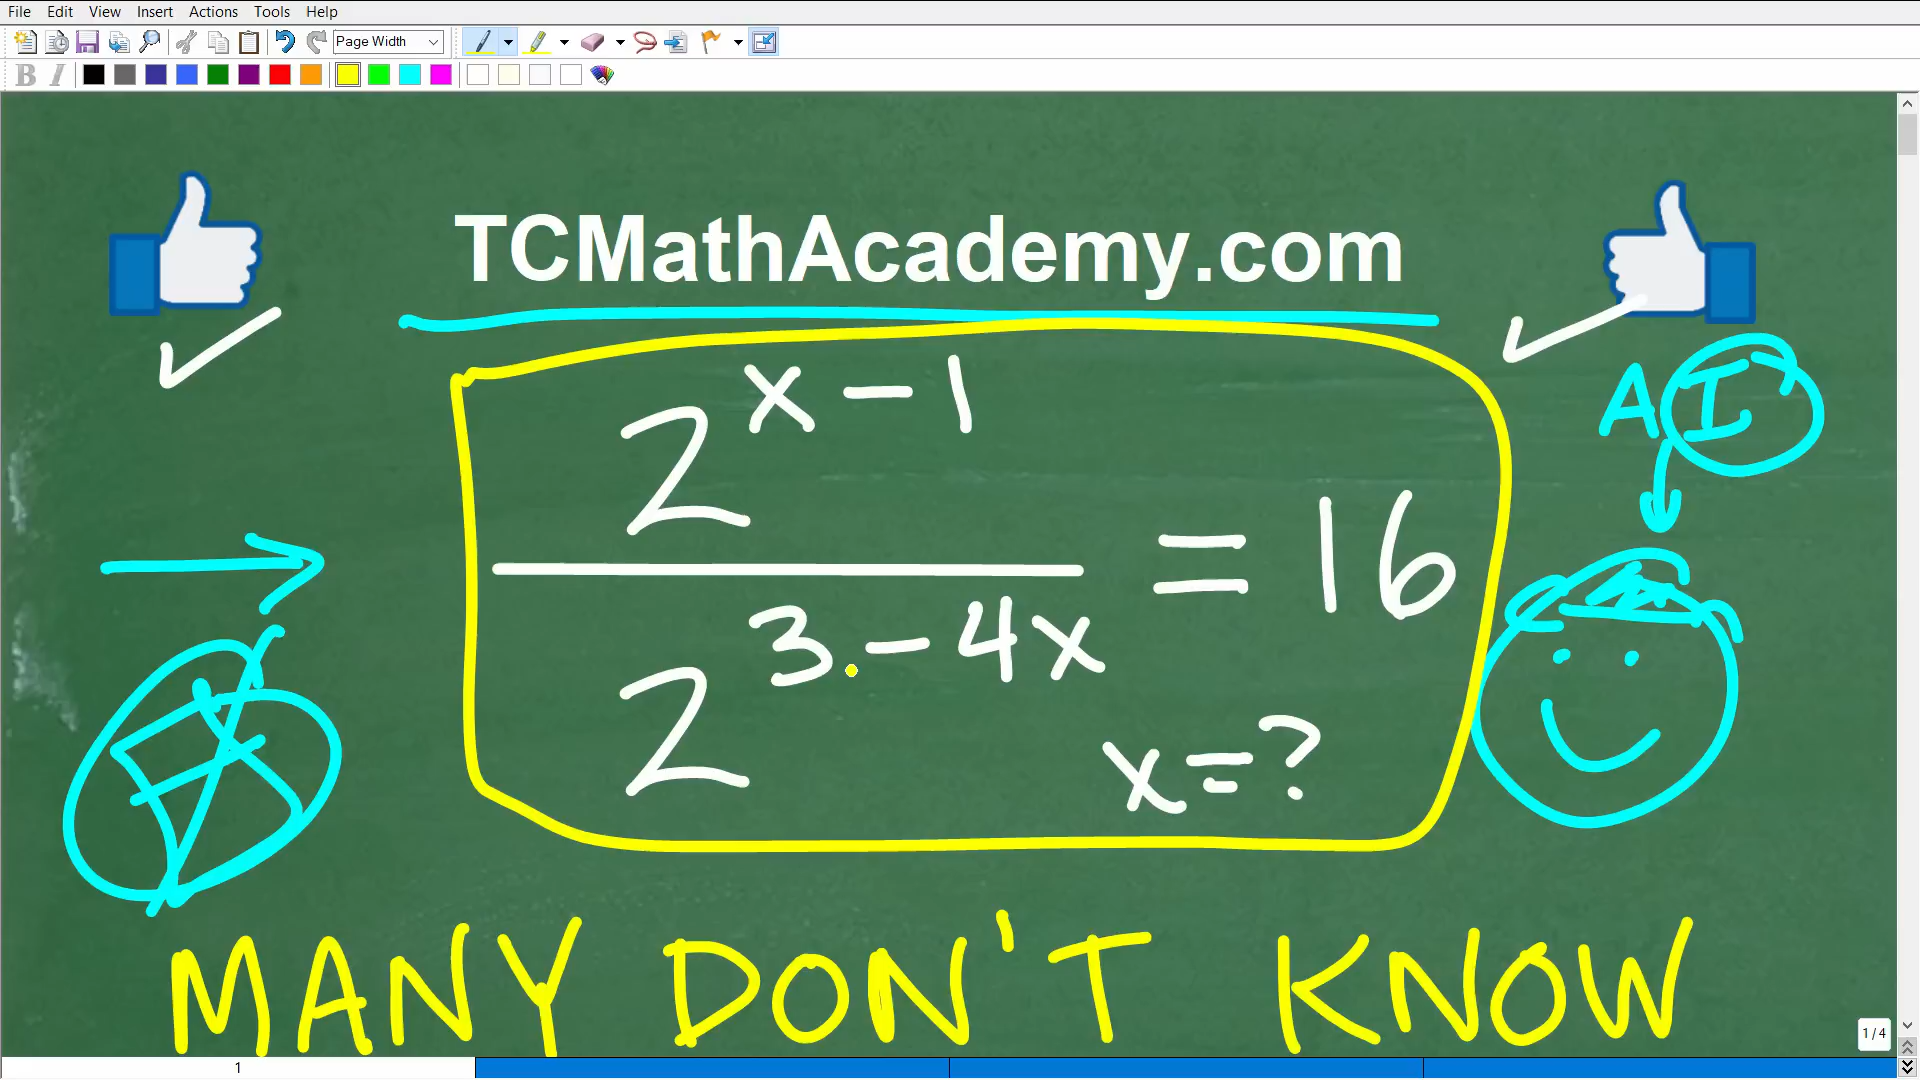 File Edit View Insert Actions Tools Help
Page Width
B I
TCMathAcademy.com
2^{x-1}
AI
= 16
2^{3-4x}
x=?
MANY DON'T KNOW
1 / 4
1